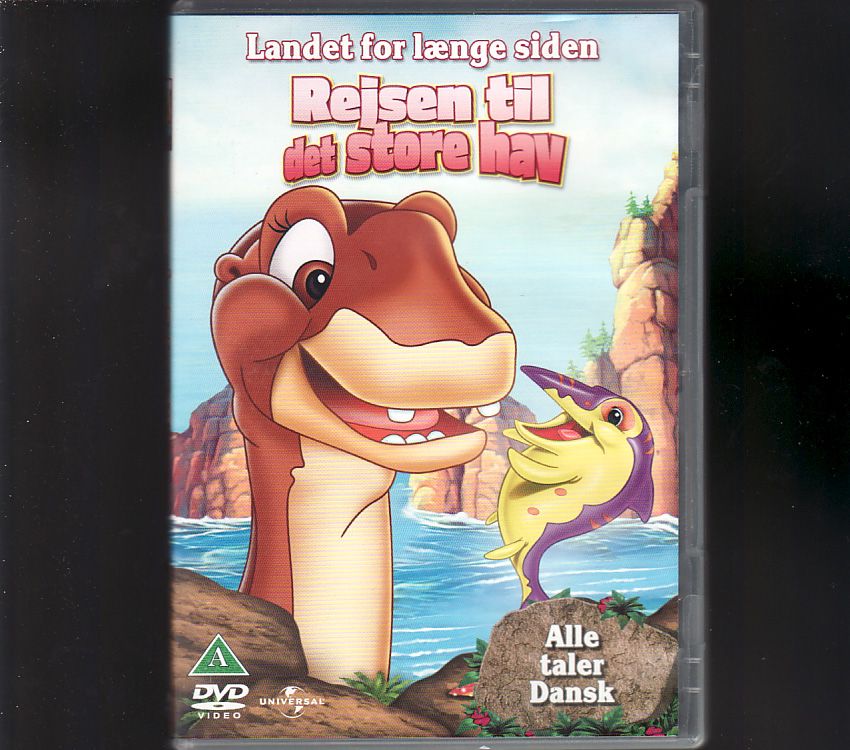 Landet for længe siden
Rejsen til
det store hav
Alle
taler
Dansk
A
DVD
VIDEO
UNIVERSAL